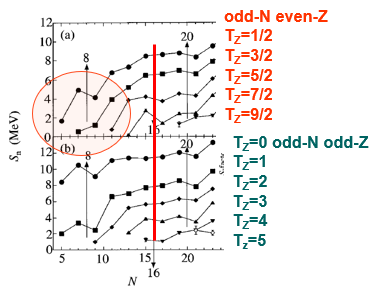 odd-N even-Z
T_Z=1/2
T_Z=3/2
T_Z=5/2
T_Z=7/2
T_Z=9/2
T_Z=0 odd-N odd-Z
T_Z=1
T_Z=2
T_Z=3
T_Z=4
T_Z=5
12
(a)
8
20
10
8
6
4
2
0
16
S_n (MeV)
12
(b)
8
20
10
8
6
4
2
0
5
10
15
20
16
N